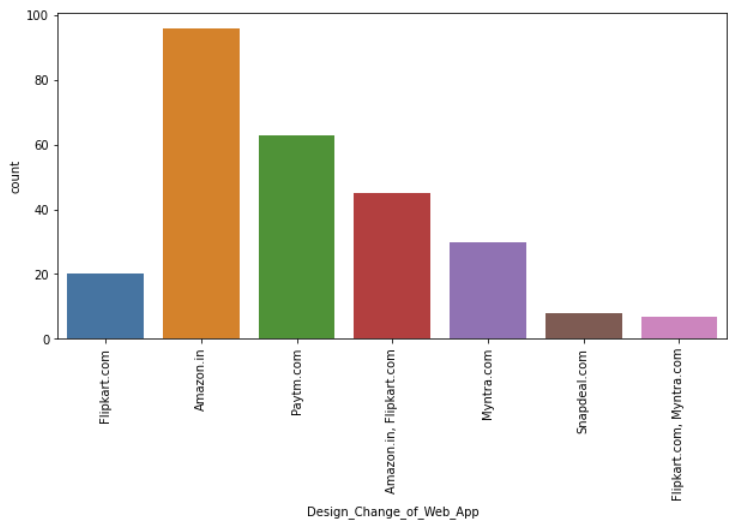 100
80
60
40
20
0
count
Flipkart.com
Amazon.in
Paytm.com
Amazon.in, Flipkart.com
Myntra.com
Snapdeal.com
Flipkart.com, Myntra.com
Design_Change_of_Web_App